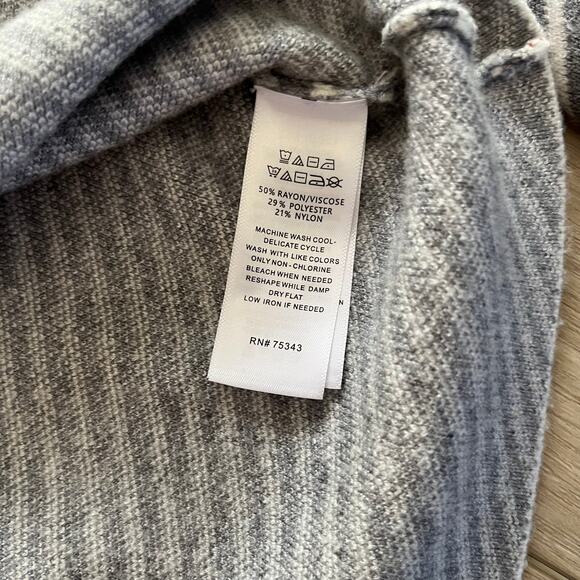 50% RAYON/VISCOSE
29% POLYESTER
21% NYLON
MACHINE WASH COOL-
DELICATE CYCLE
WASH WITH LIKE COLORS
ONLY NON-CHLORINE
BLEACH WHEN NEEDED
RESHAPE WHILE DAMP
DRY FLAT
LOW IRON IF NEEDED
N
RN# 75343